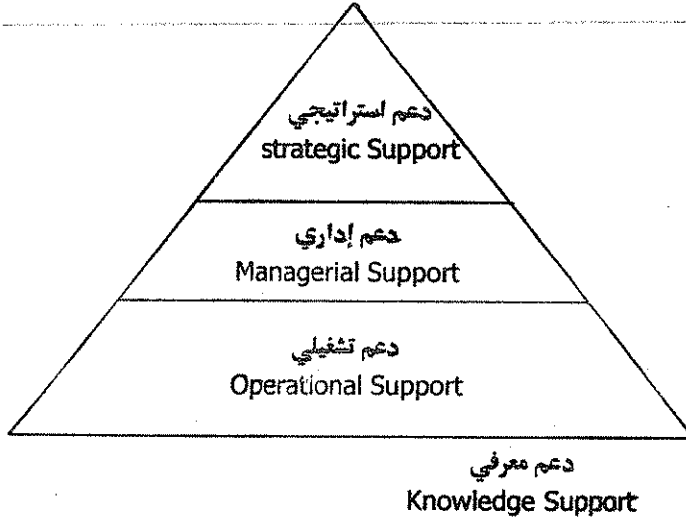 دعم استراتيجي
strategic Support
دعم إداري
Managerial Support
دعم تشغيلي
Operational Support
دعم معرفي
Knowledge Support